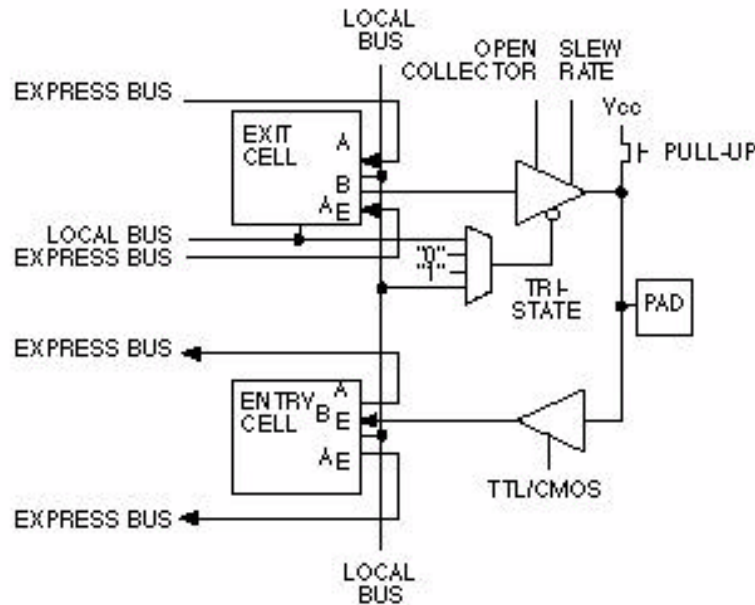 LOCAL
BUS
OPEN
COLLECTOR
SLEW
RATE
EXPRESS BUS
Vcc
EXIT
CELL
A
PULL-UP
B
A E
LOCAL BUS
EXPRESS BUS
"0"
"1"
TRI-
STATE
PAD
EXPRESS BUS
ENTRY
CELL
A
B E
A E
TTL/CMOS
EXPRESS BUS
LOCAL
BUS